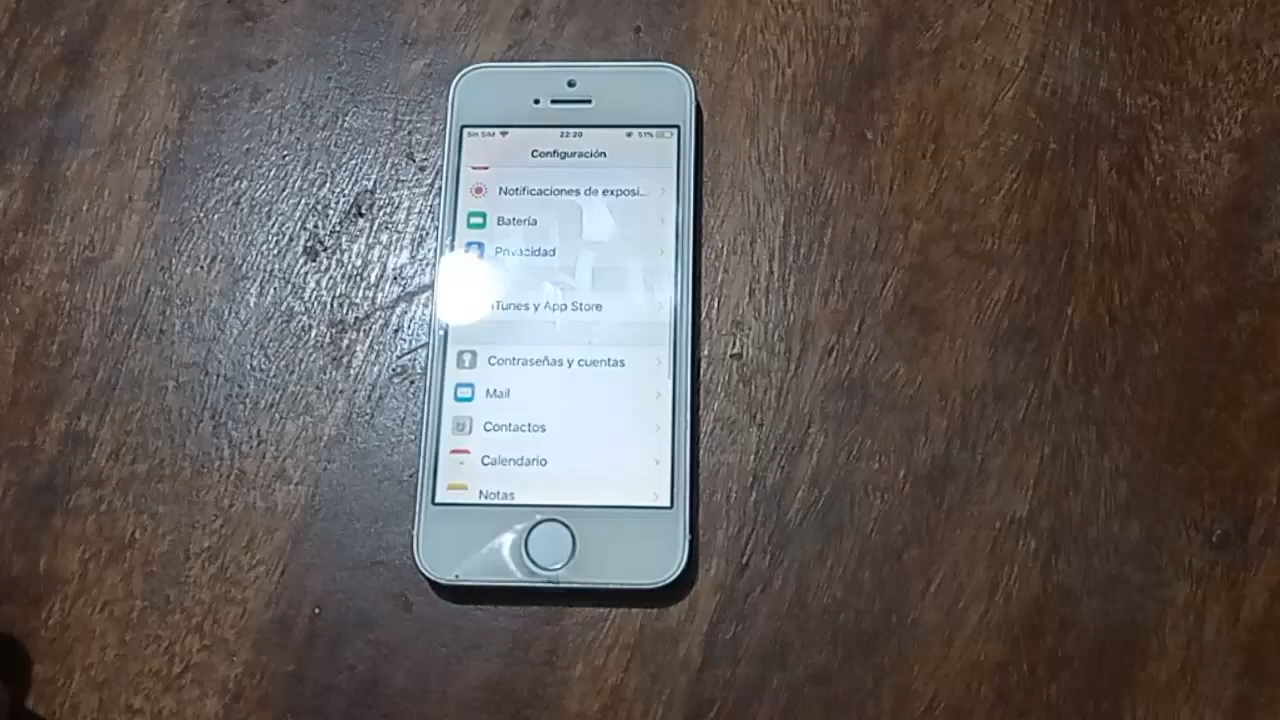 Sin SIM 22:20 51%
Configuración
Notificaciones de exposi...
Batería
Privacidad
iTunes y App Store
Contraseñas y cuentas
Mail
Contactos
Calendario
Notas